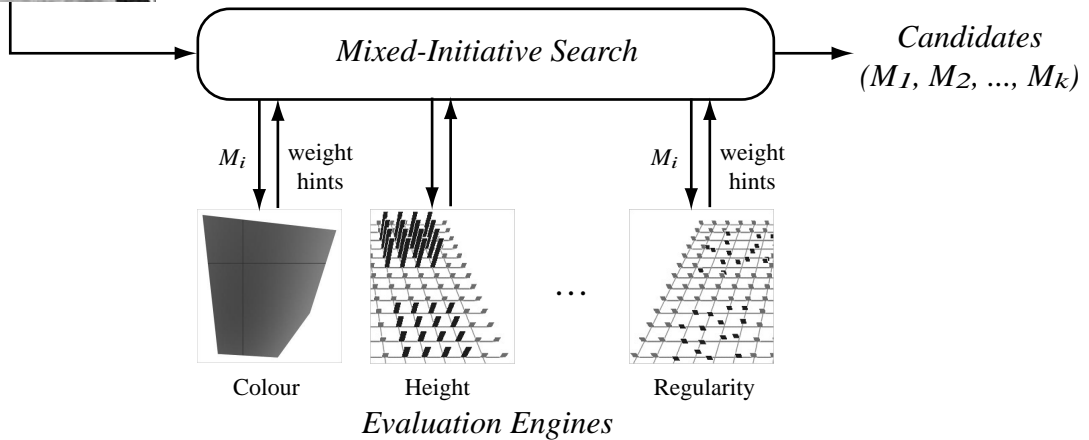 Mixed-Initiative Search
Candidates
(M1, M2, ..., Mk)
Mi
weight
hints
Mi
weight
hints
...
Colour
Height
Regularity
Evaluation Engines